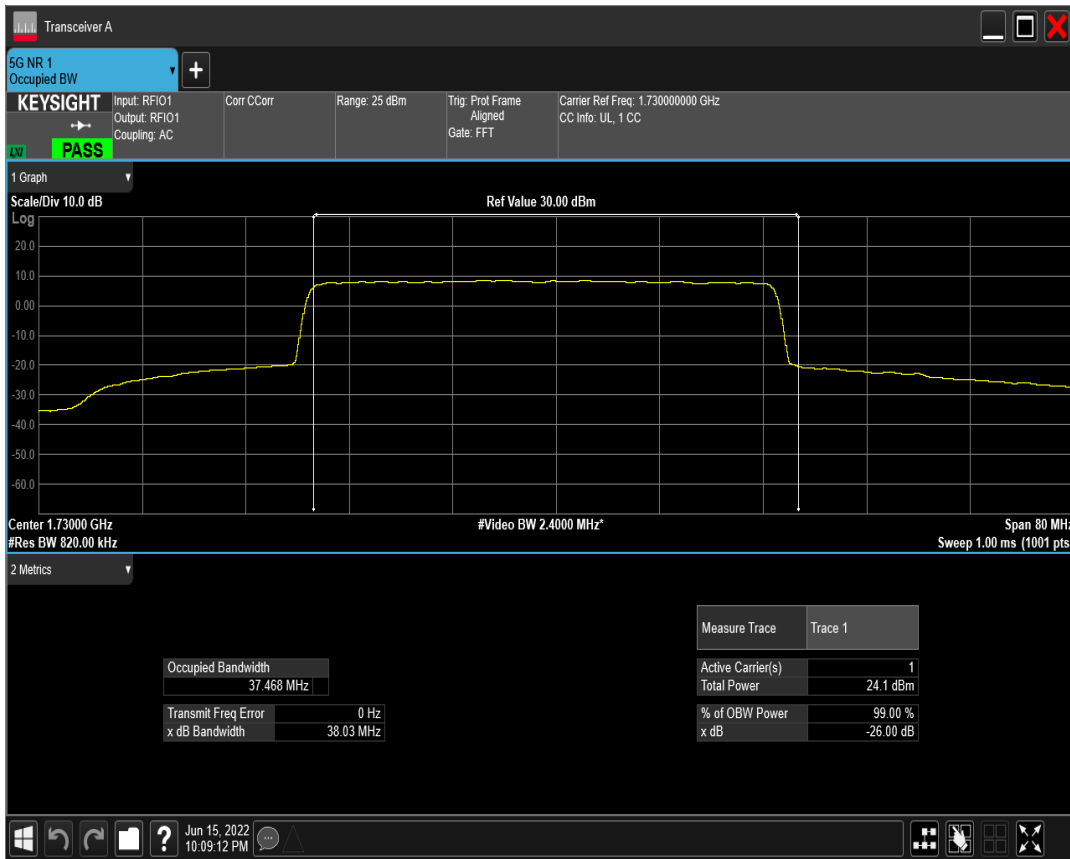 Transceiver A
5G NR 1
Occupied BW
KEYSIGHT
LXI
PASS
Input: RFIO1
Output: RFIO1
Coupling: AC
Corr CCorr
Range: 25 dBm
Trig: Prot Frame
Aligned
Gate: FFT
Carrier Ref Freq: 1.730000000 GHz
CC Info: UL, 1 CC
1 Graph
Scale/Div 10.0 dB
Ref Value 30.00 dBm
Log
20.0
10.0
0.00
-10.0
-20.0
-30.0
-40.0
-50.0
-60.0
Center 1.73000 GHz
#Video BW 2.4000 MHz*
Span 80 MHz
#Res BW 820.00 kHz
Sweep 1.00 ms (1001 pts
2 Metrics
Measure Trace Trace 1
Occupied Bandwidth
37.468 MHz
Active Carrier(s) 1
Total Power 24.1 dBm
Transmit Freq Error 0 Hz
x dB Bandwidth 38.03 MHz
% of OBW Power 99.00 %
x dB -26.00 dB
?
Jun 15, 2022
10:09:12 PM